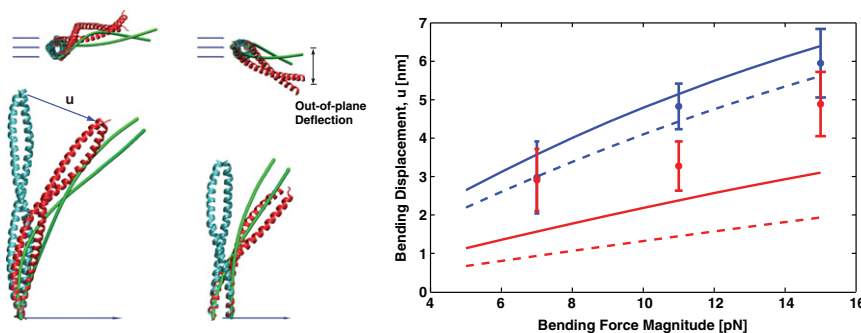 u
Out-of-plane
Deflection
Bending Displacement, u [nm]
7
6
5
4
3
2
1
0
4 6 8 10 12 14 16
Bending Force Magnitude [pN]